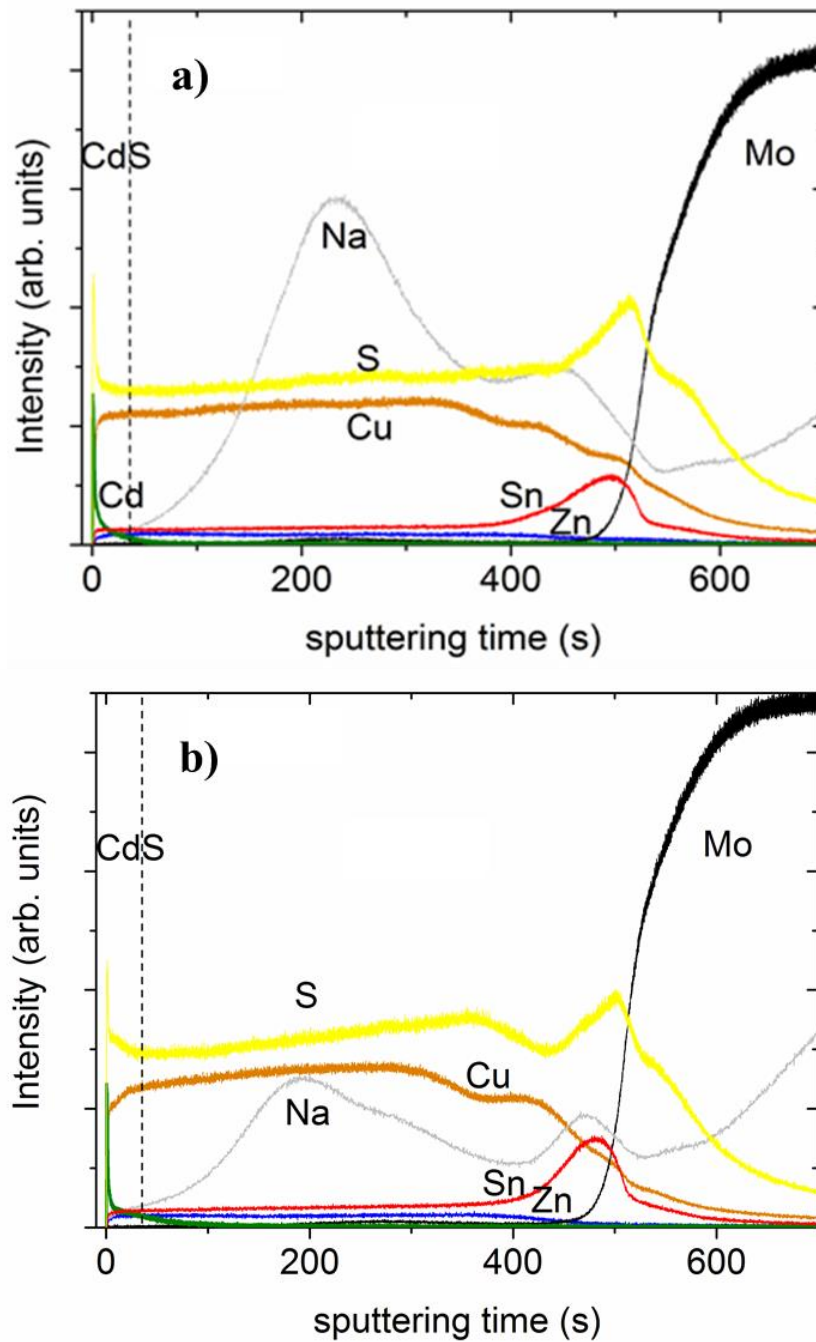 a)
CdS
Mo
Na
S
Cu
Cd
Sn
Zn
Intensity (arb. units)
0 200 400 600
sputtering time (s)
b)
CdS
Mo
S
Cu
Na
Sn
Zn
Intensity (arb. units)
0 200 400 600
sputtering time (s)